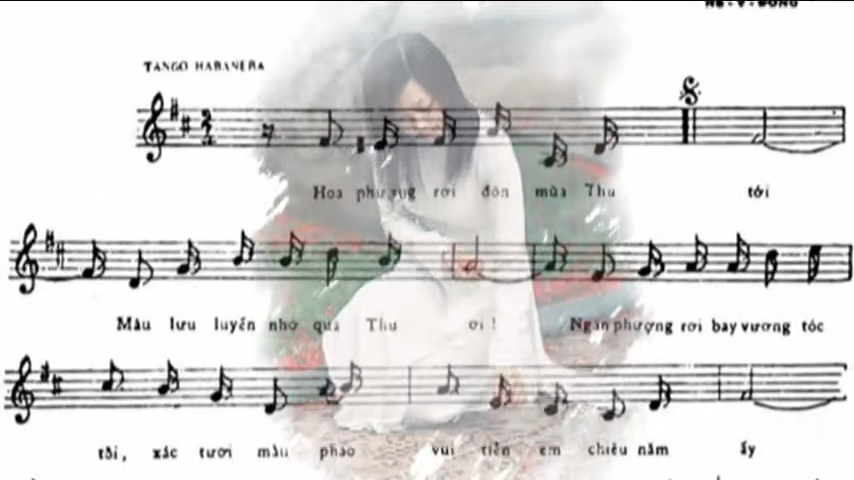 TANGO HABANERA
Hoa phượng rơi đón mùa Thu tới
Màu lưu luyến nhớ quá Thu ơi !
Ngàn phượng rơi bay vương tóc
tôi, xác tươi màu pháo vui tiễn em chiều năm ấy